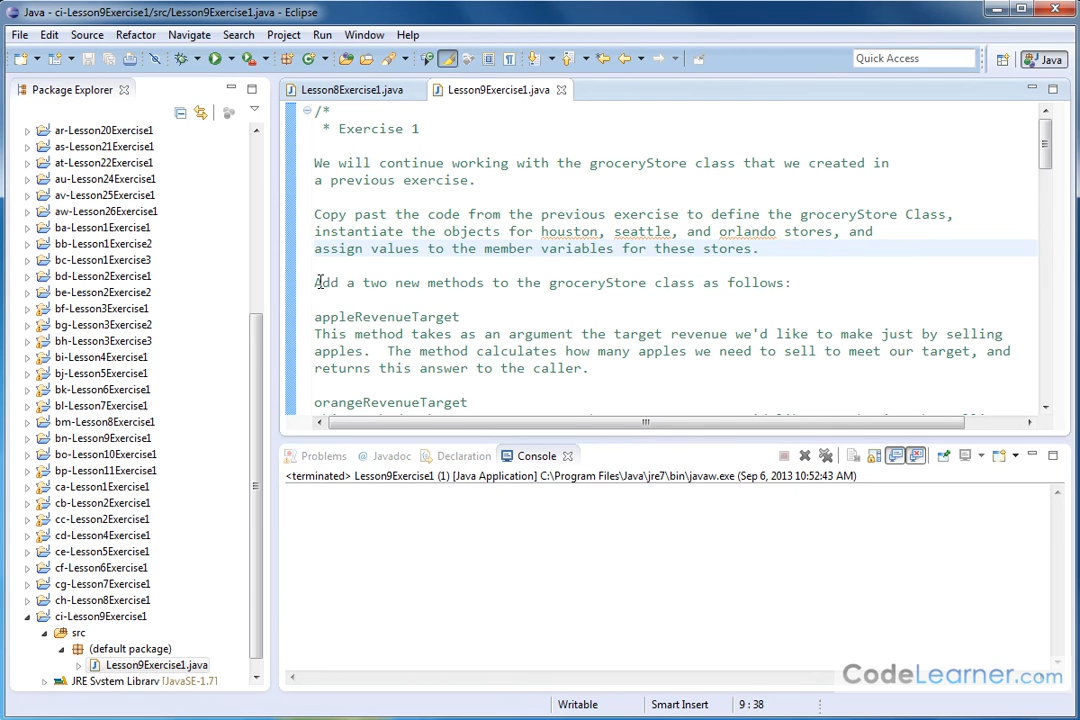 Java - ci-Lesson9Exercise1/src/Lesson9Exercise1.java - Eclipse
File Edit Source Refactor Navigate Search Project Run Window Help
Quick Access
Java
Package Explorer
Lesson8Exercise1.java
Lesson9Exercise1.java
ar-Lesson20Exercise1
as-Lesson21Exercise1
at-Lesson22Exercise1
au-Lesson24Exercise1
av-Lesson25Exercise1
aw-Lesson26Exercise1
ba-Lesson1Exercise1
bb-Lesson1Exercise2
bc-Lesson1Exercise3
bd-Lesson2Exercise1
be-Lesson2Exercise2
bf-Lesson3Exercise1
bg-Lesson3Exercise2
bh-Lesson3Exercise3
bi-Lesson4Exercise1
bj-Lesson5Exercise1
bk-Lesson6Exercise1
bl-Lesson7Exercise1
bm-Lesson8Exercise1
bn-Lesson9Exercise1
bo-Lesson10Exercise1
bp-Lesson11Exercise1
ca-Lesson1Exercise1
cb-Lesson2Exercise1
cc-Lesson2Exercise1
cd-Lesson4Exercise1
ce-Lesson5Exercise1
cf-Lesson6Exercise1
cg-Lesson7Exercise1
ch-Lesson8Exercise1
ci-Lesson9Exercise1
src
(default package)
Lesson9Exercise1.java
JRE System Library [JavaSE-1.7]
/*
* Exercise 1
We will continue working with the groceryStore class that we created in
a previous exercise.
Copy past the code from the previous exercise to define the groceryStore Class,
instantiate the objects for houston, seattle, and orlando stores, and
assign values to the member variables for these stores.
Add a two new methods to the groceryStore class as follows:
appleRevenueTarget
This method takes as an argument the target revenue we'd like to make just by selling
apples.  The method calculates how many apples we need to sell to meet our target, and
returns this answer to the caller.
orangeRevenueTarget
Problems @ Javadoc Declaration Console
<terminated> Lesson9Exercise1 (1) [Java Application] C:\Program Files\Java\jre7\bin\javaw.exe (Sep 6, 2013 10:52:43 AM)
CodeLearner.com
Writable Smart Insert 9 : 38